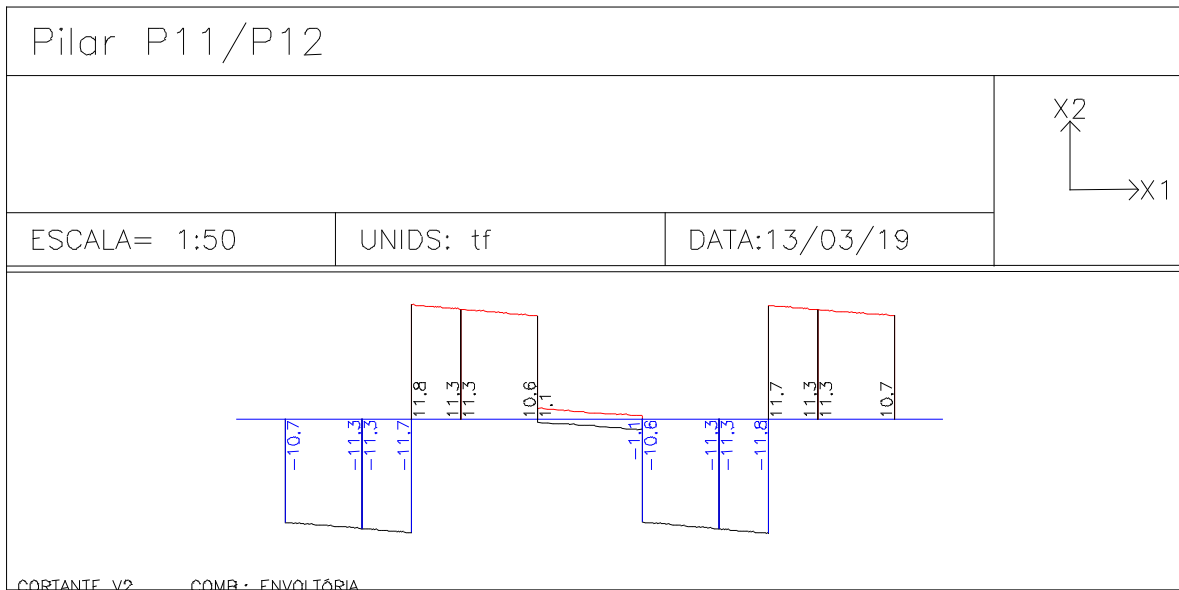 Pilar P11/P12
X2
X1
ESCALA= 1:50
UNIDS: tf
DATA:13/03/19
11.8
11.3
11.3
10.6
1.1
11.7
11.3
11.3
10.7
-10.7
-11.3
-11.3
-11.7
-1.1
-10.6
-11.3
-11.3
-11.8
CORTANTE V2 COMB.: ENVOLTÓRIA